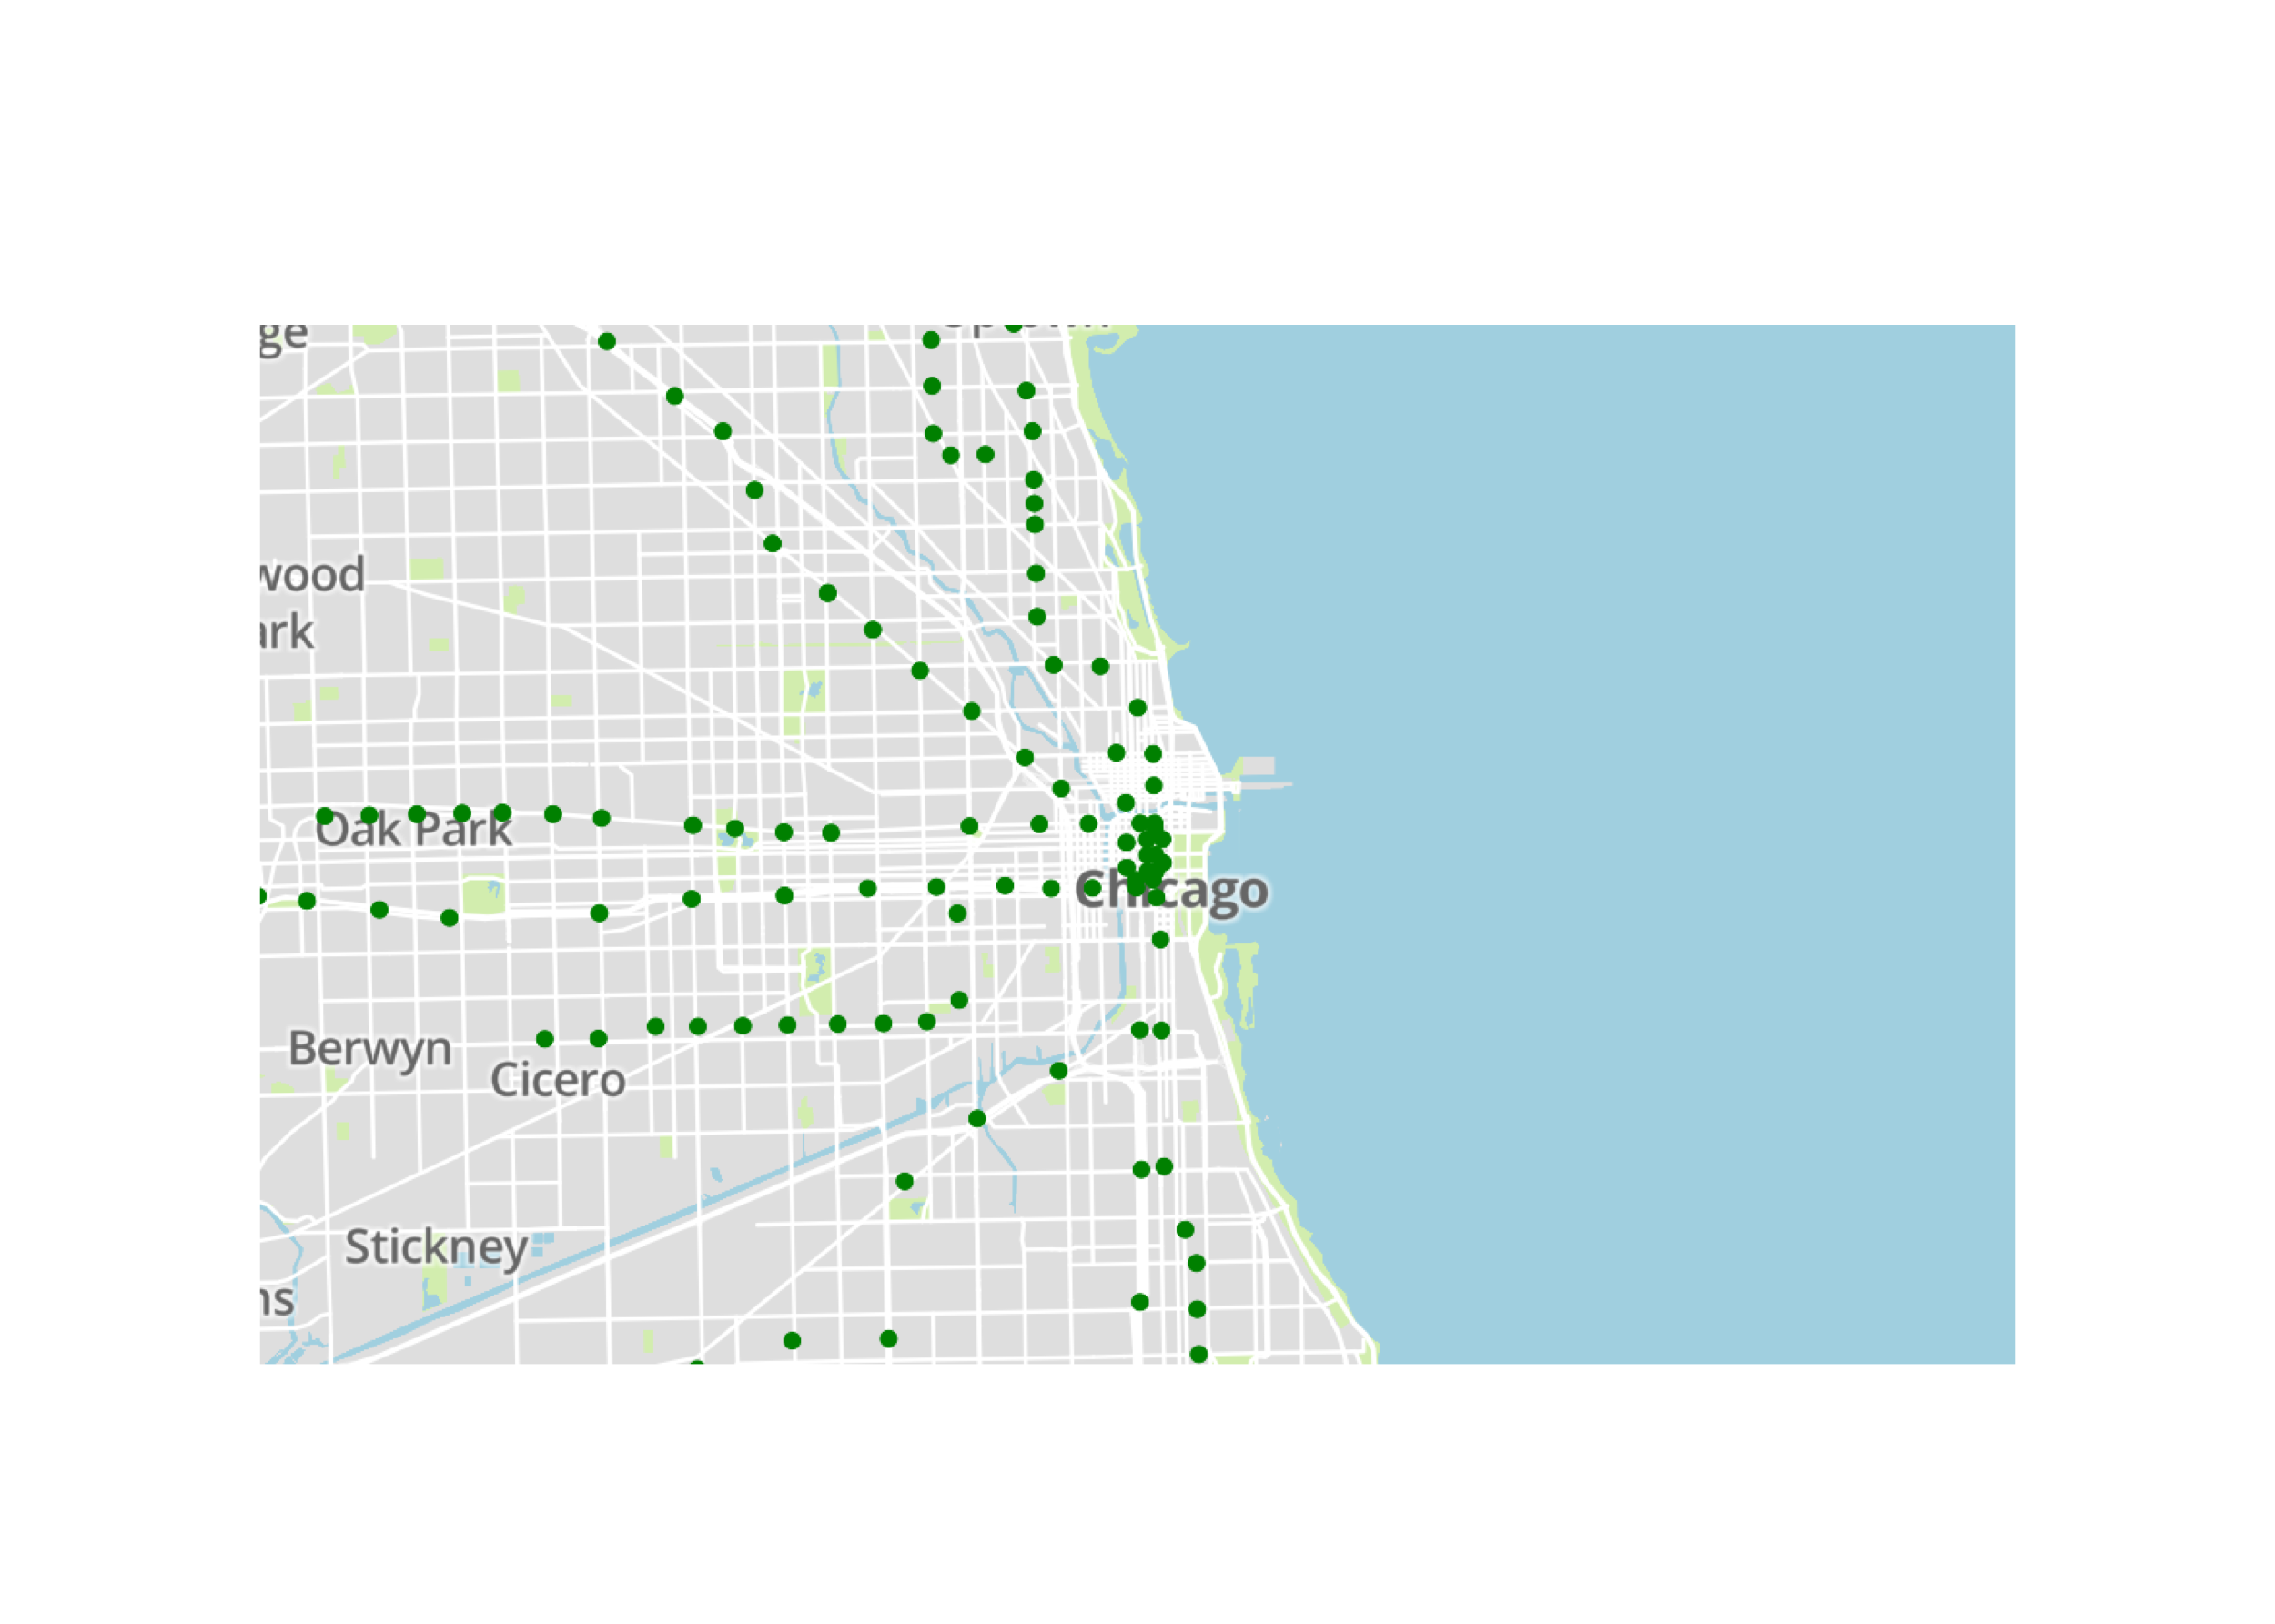 ge
wood
ark
Oak Park
Chicago
Berwyn
Cicero
Stickney
ns